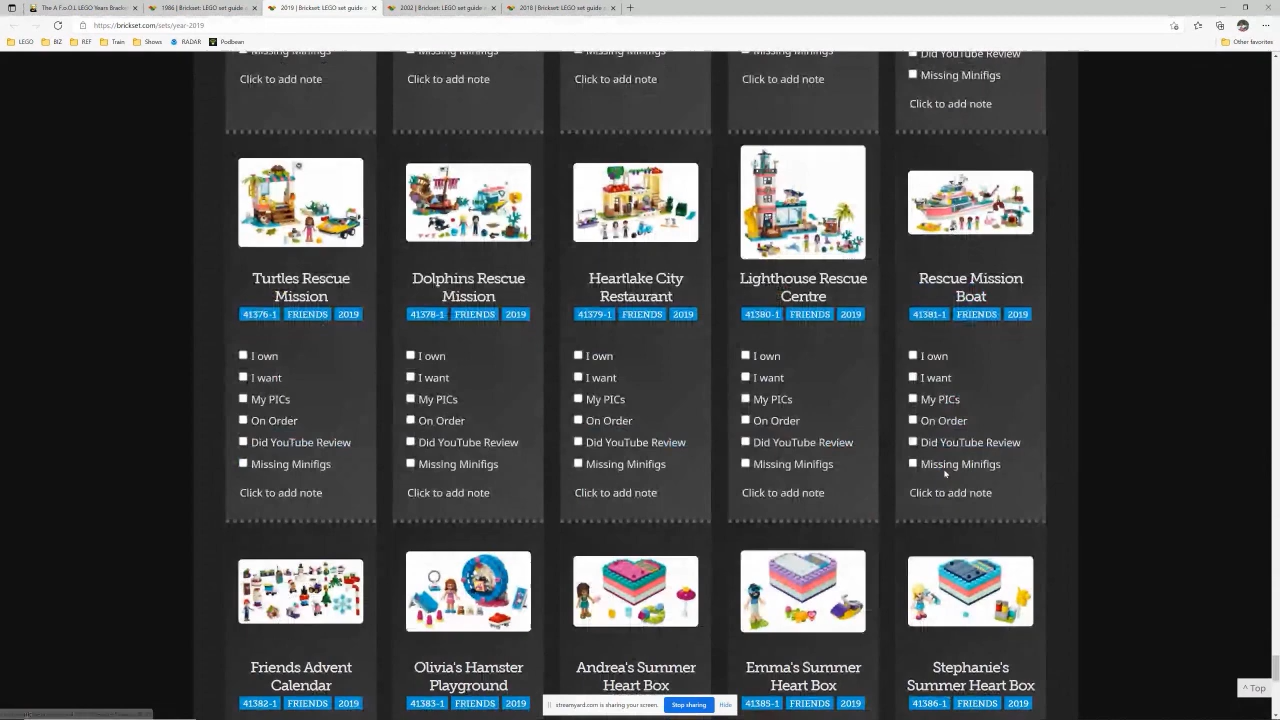 The A F.o.O.L LEGO Years Bracke
1986 | Brickset: LEGO set guide
2019 | Brickset: LEGO set guide
2002 | Brickset: LEGO set guide
2018 | Brickset: LEGO set guide
https://brickset.com/sets/year-2019
LEGO BIZ REF Train Shows RADAR Podbean Other favorites
Missing Minifigs Missing Minifigs Missing Minifigs Missing Minifigs Did YouTube Review
Missing Minifigs
Click to add note Click to add note Click to add note Click to add note
Click to add note
Turtles Rescue Dolphins Rescue Heartlake City Lighthouse Rescue Rescue Mission
Mission Mission Restaurant Centre Boat
41376-1 FRIENDS 2019 41378-1 FRIENDS 2019 41379-1 FRIENDS 2019 41380-1 FRIENDS 2019 41381-1 FRIENDS 2019
I own I own I own I own I own
I want I want I want I want I want
My PICs My PICs My PICs My PICs My PICs
On Order On Order On Order On Order On Order
Did YouTube Review Did YouTube Review Did YouTube Review Did YouTube Review Did YouTube Review
Missing Minifigs Missing Minifigs Missing Minifigs Missing Minifigs Missing Minifigs
Click to add note Click to add note Click to add note Click to add note Click to add note
Friends Advent Olivia's Hamster Andrea's Summer Emma's Summer Stephanie's
Calendar Playground Heart Box Heart Box Summer Heart Box
^ Top
41382-1 FRIENDS 2019 41383-1 FRIENDS 2019 41385-1 FRIENDS 2019 41386-1 FRIENDS 2019
streamyard.com is sharing your screen. Stop sharing Hide